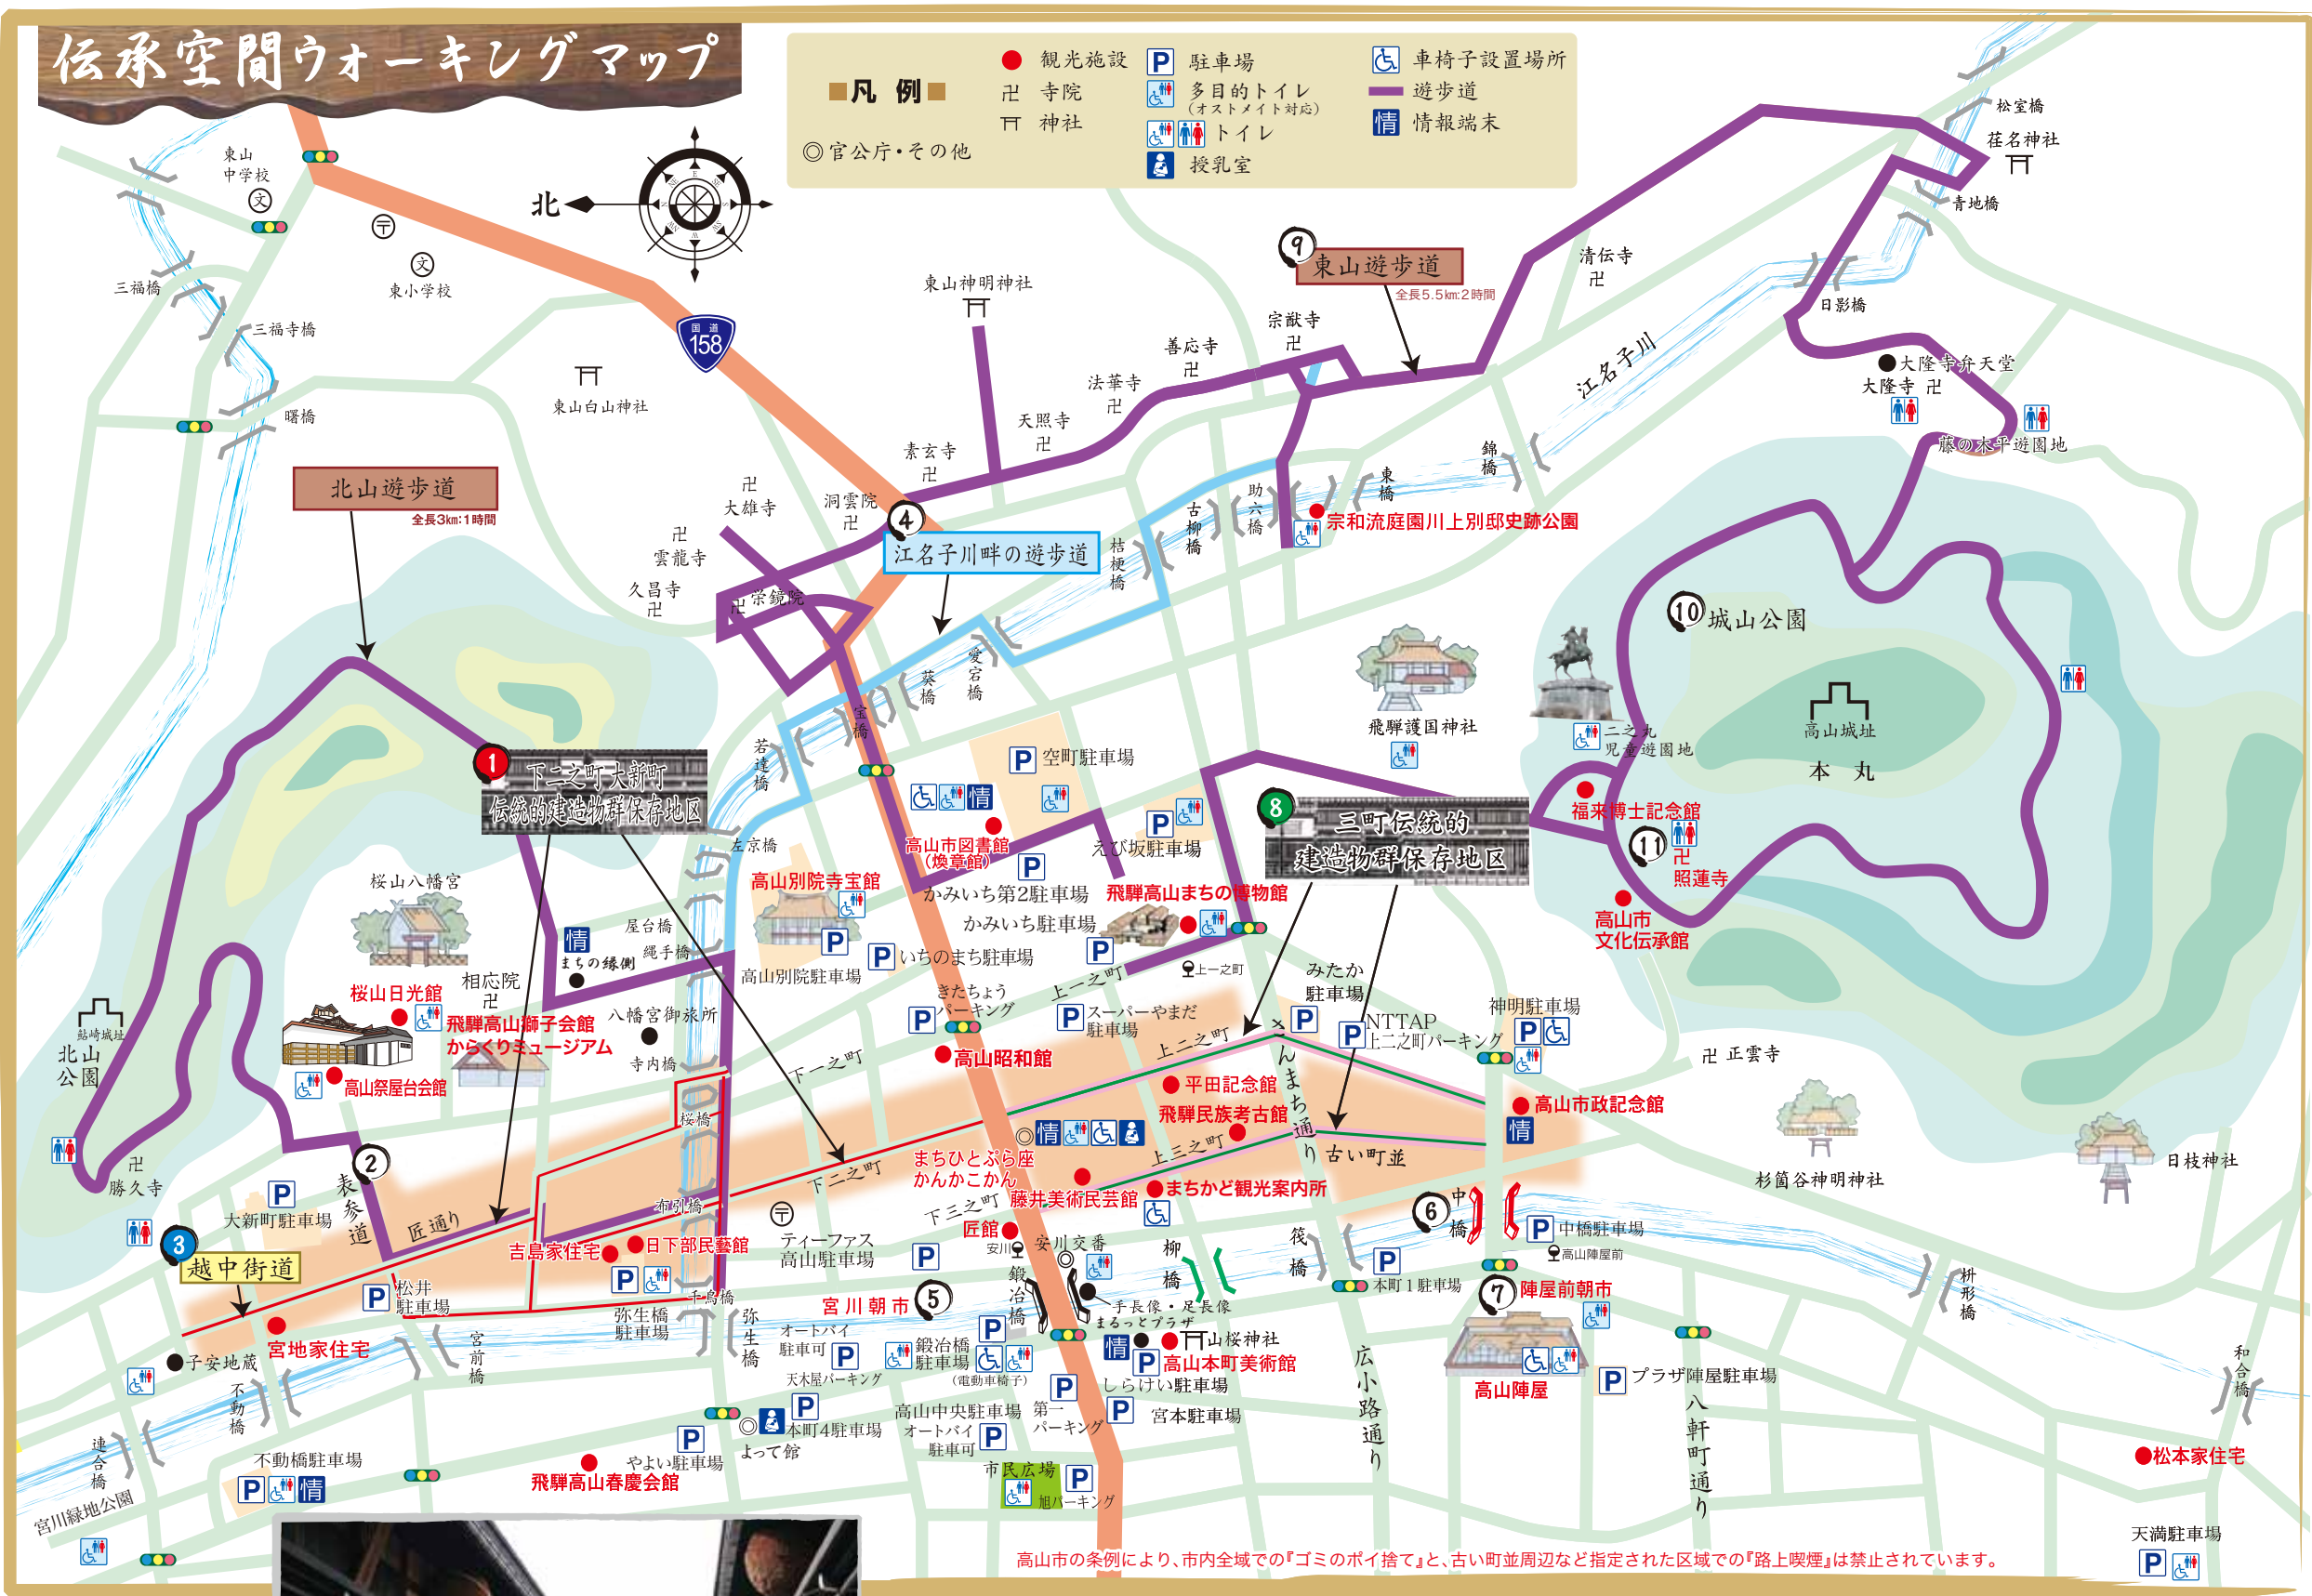 伝承空間ウォーキングマップ
■凡 例■
◎官公庁・その他
観光施設
卍 寺院
神社
P 駐車場
多目的トイレ
(オストメイト対応)
トイレ
授乳室
車椅子設置場所
遊歩道
情 情報端末
北
東山
中学校
文
〒
文
東小学校
三福橋
三福寺橋
曙橋
国道
158
東山白山神社
東山神明神社
9
東山遊歩道
全長5.5㎞:2時間
清伝寺
卍
松室橋
荏名神社
青地橋
日影橋
江名子川
宗猷寺
卍
善応寺
卍
法華寺
卍
天照寺
卍
素玄寺
卍
洞雲院
卍
卍
大雄寺
卍
雲龍寺
久昌寺
卍
卍 栄鏡院
大隆寺弁天堂
大隆寺 卍
藤の木平遊園地
北山遊歩道
全長3㎞:1時間
4
江名子川畔の遊歩道
桔梗橋
古柳橋
助六橋
東橋
錦橋
宗和流庭園川上別邸史跡公園
愛宕橋
葵橋
宝橋
若達橋
左京橋
10
城山公園
飛騨護国神社
二之丸
児童遊園地
高山城址
本 丸
福来博士記念館
11
卍
照蓮寺
高山市
文化伝承館
1
下二之町大新町
伝統的建造物群保存地区
8
三町伝統的
建造物群保存地区
P 空町駐車場
情
高山市図書館
(煥章館)
P
えび坂駐車場
P
かみいち第2駐車場
かみいち駐車場
P
飛騨高山まちの博物館
上一之町
上一之町
高山別院寺宝館
P
高山別院駐車場
P いちのまち駐車場
きたちょう
P パーキング
P スーパーやまだ
駐車場
みたか
駐車場
P
P NTTAP
上二之町パーキング
神明駐車場
P
卍 正雲寺
桜山八幡宮
屋台橋
縄手橋
情
まちの縁側
相応院
卍
桜山日光館
飛騨高山獅子会館
からくりミュージアム
八幡宮御旅所
寺内橋
高山祭屋台会館
鮎崎城址
北山
公園
卍
勝久寺
桜橋
布引橋
下一之町
高山昭和館
上二之町
さんまち通り
平田記念館
飛騨民族考古館
上三之町
古い町並
高山市政記念館
情
杉箇谷神明神社
日枝神社
◎ 情
まちひとぷら座
かんかこかん
藤井美術民芸館
まちかど観光案内所
下二之町
下三之町
2
表参道
匠通り
P
大新町駐車場
3
越中街道
吉島家住宅
日下部民藝館
P
P 松井
駐車場
宮地家住宅
子安地蔵
宮前橋
不動橋
連合橋
千鳥橋
弥生橋
駐車場
弥生橋
〒
ティーファス
高山駐車場
P
5
宮川朝市
匠館
安川
安川交番
鍛冶橋
手長像・足長像
まるっとプラザ
柳橋
筏橋
6
中橋
P 中橋駐車場
高山陣屋前
P
本町1駐車場
7
陣屋前朝市
高山陣屋
P プラザ陣屋駐車場
枡形橋
和合橋
オートバイ
駐車可 P
天木屋パーキング
P
鍛冶橋
駐車場
(電動車椅子)
情
山桜神社
P 高山本町美術館
しらけい駐車場
P
第一
パーキング
P 宮本駐車場
広小路通り
八軒町通り
◎ P
本町4駐車場
よって館
高山中央駐車場
オートバイ
駐車可 P
P
やよい駐車場
飛騨高山春慶会館
不動橋駐車場
P 情
宮川緑地公園
市民広場
P
旭パーキング
松本家住宅
天満駐車場
P
高山市の条例により、市内全域での『ゴミのポイ捨て』と、古い町並周辺など指定された区域での『路上喫煙』は禁止されています。